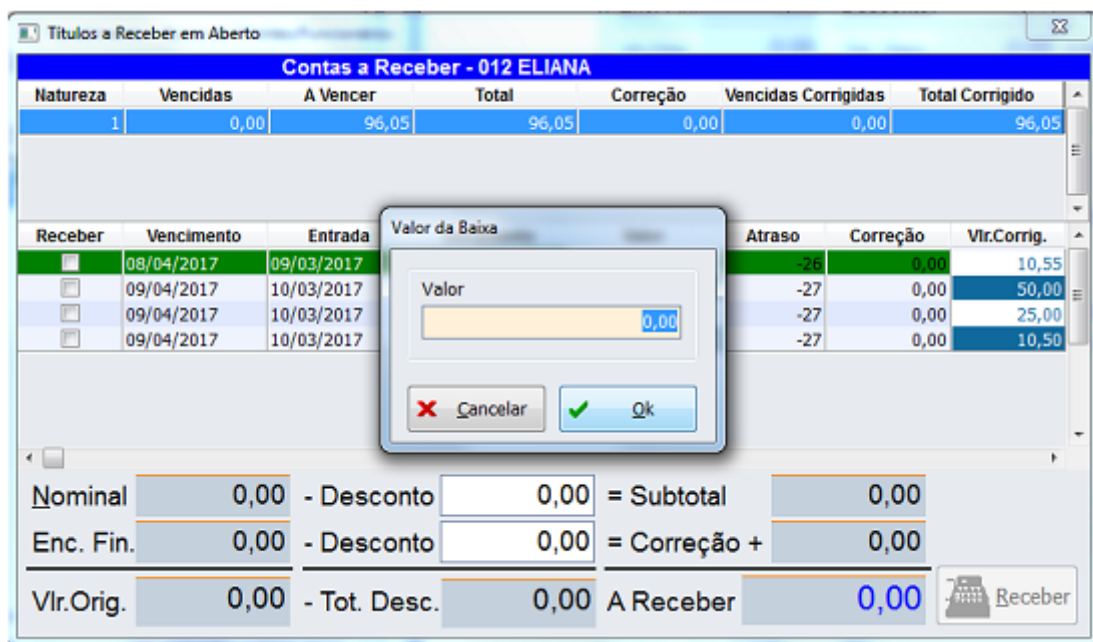 Títulos a Receber em Aberto
Contas a Receber - 012 ELIANA
Natureza Vencidas A Vencer Total Correção Vencidas Corrigidas Total Corrigido
1 0,00 96,05 96,05 0,00 0,00 96,05
Receber Vencimento Entrada Atraso Correção Vlr.Corrig.
08/04/2017 09/03/2017 -26 0,00 10,55
09/04/2017 10/03/2017 -27 0,00 50,00
09/04/2017 10/03/2017 -27 0,00 25,00
09/04/2017 10/03/2017 -27 0,00 10,50
Valor da Baixa
Valor
0,00
Cancelar Ok
Nominal 0,00 - Desconto 0,00 = Subtotal 0,00
Enc. Fin. 0,00 - Desconto 0,00 = Correção + 0,00
Vlr.Orig. 0,00 - Tot. Desc. 0,00 A Receber 0,00 Receber